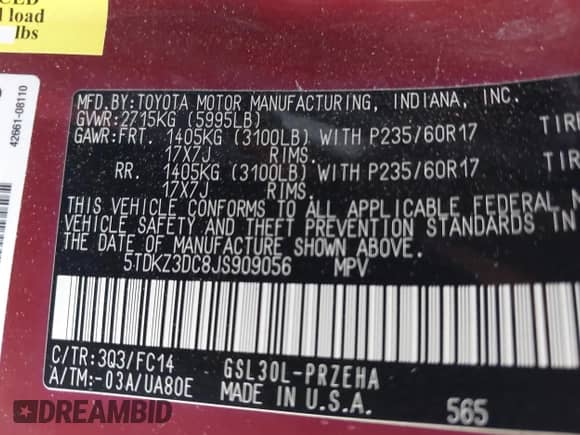 l load
lbs
42661-08110
MFD.BY:TOYOTA MOTOR MANUFACTURING, INDIANA, INC.
GVWR:2715KG (5995LB)
GAWR:FRT. 1405KG (3100LB) WITH P235/60R17 TIR
17X7J RIMS.
RR. 1405KG (3100LB) WITH P235/60R17 TIR
17X7J RIMS.
THIS VEHICLE CONFORMS TO ALL APPLICABLE FEDERAL
VEHICLE SAFETY AND THEFT PREVENTION STANDARDS IN
DATE OF MANUFACTURE SHOWN ABOVE.
5TDKZ3DC8JS909056 MPV
C/TR:3Q3/FC14 GSL30L-PRZEHA
A/TM:-03A/UA80E MADE IN U.S.A. 565
DREAMBID